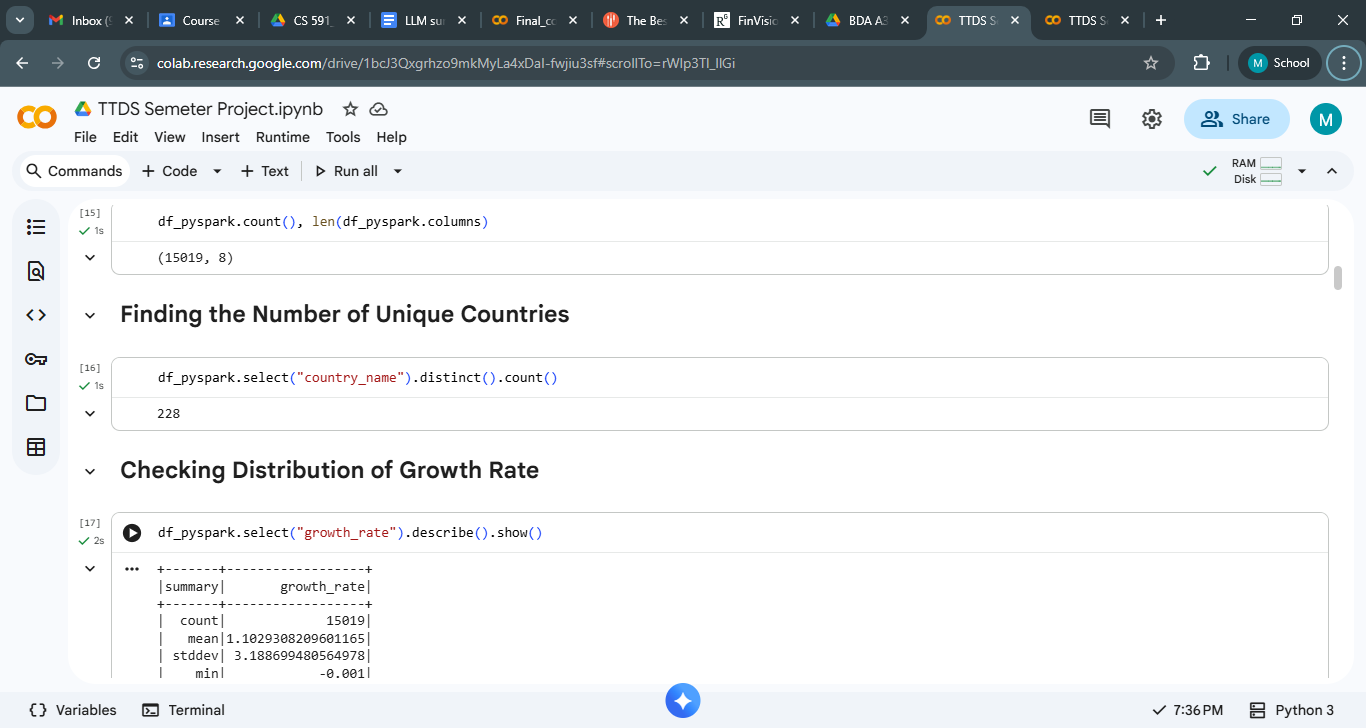 Inbox (
Course
CS 591_
LLM su
Final_co
The Bes
FinVisio
BDA A3
TTDS S
TTDS S
colab.research.google.com/drive/1bcJ3Qxgrhzo9mkMyLa4xDaI-fwjiu3sf#scrollTo=rWIp3TI_IIGi
M School
TTDS Semeter Project.ipynb
File Edit View Insert Runtime Tools Help
Share
M
Commands + Code + Text Run all
RAM
Disk
[15]
1s
df_pyspark.count(), len(df_pyspark.columns)
(15019, 8)
Finding the Number of Unique Countries
[16]
1s
df_pyspark.select("country_name").distinct().count()
228
Checking Distribution of Growth Rate
[17]
2s
df_pyspark.select("growth_rate").describe().show()
+-------+------------------+
|summary|       growth_rate|
+-------+------------------+
|  count|             15019|
|   mean|1.1029308209601165|
| stddev| 3.188699480564978|
|    min|            -0.001|
Variables Terminal
7:36 PM Python 3